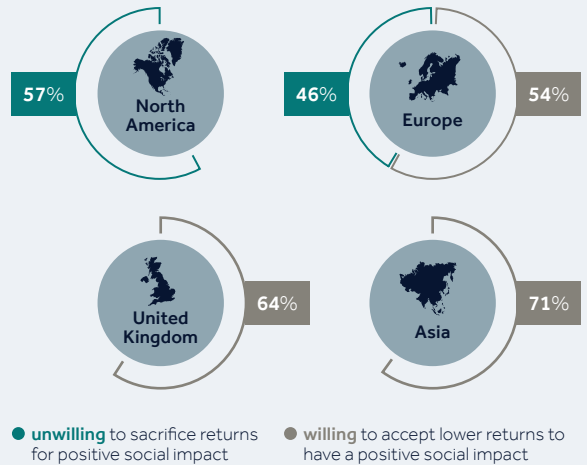 57%
North
America
46%
Europe
54%
United
Kingdom
64%
Asia
71%
unwilling to sacrifice returns
for positive social impact
willing to accept lower returns to
have a positive social impact